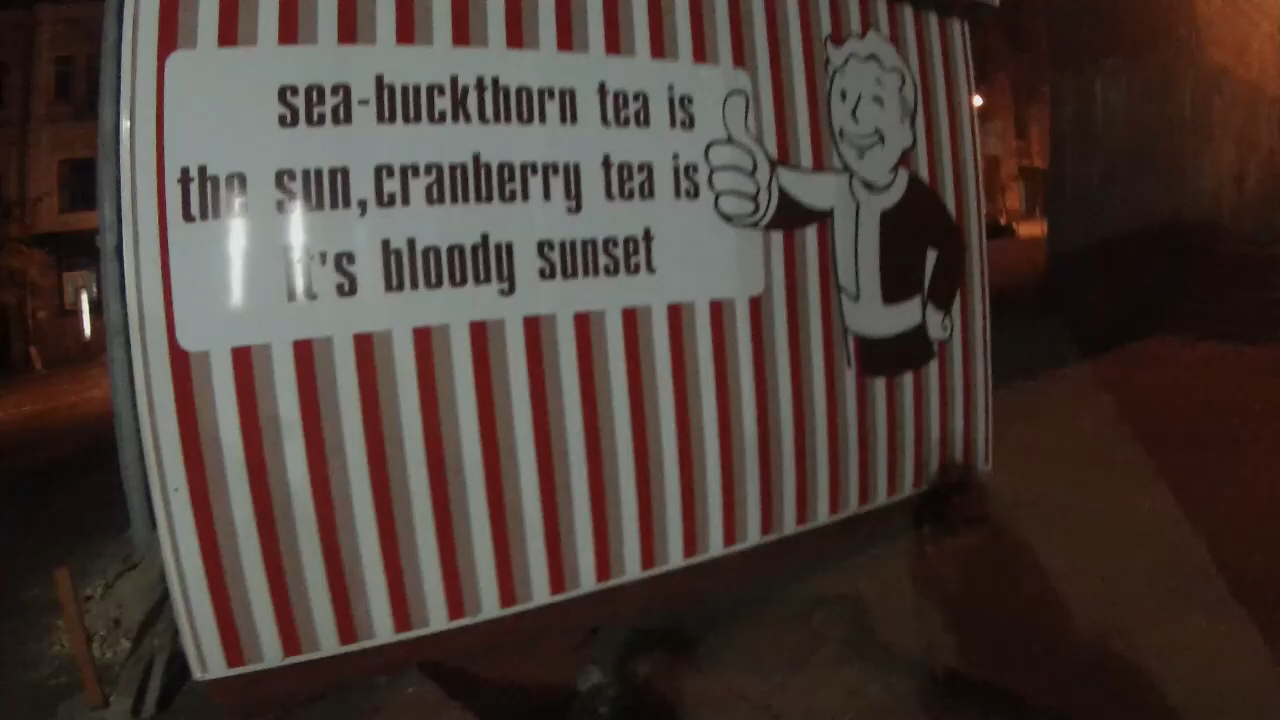 sea-buckthorn tea is
the sun,cranberry tea is
it's bloody sunset